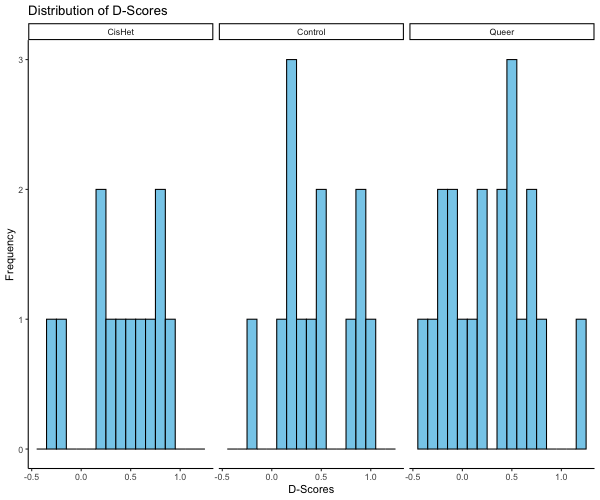 Distribution of D-Scores
CisHet Control Queer
Frequency
3
2
1
0
-0.5 0.0 0.5 1.0 -0.5 0.0 0.5 1.0 -0.5 0.0 0.5 1.0
D-Scores